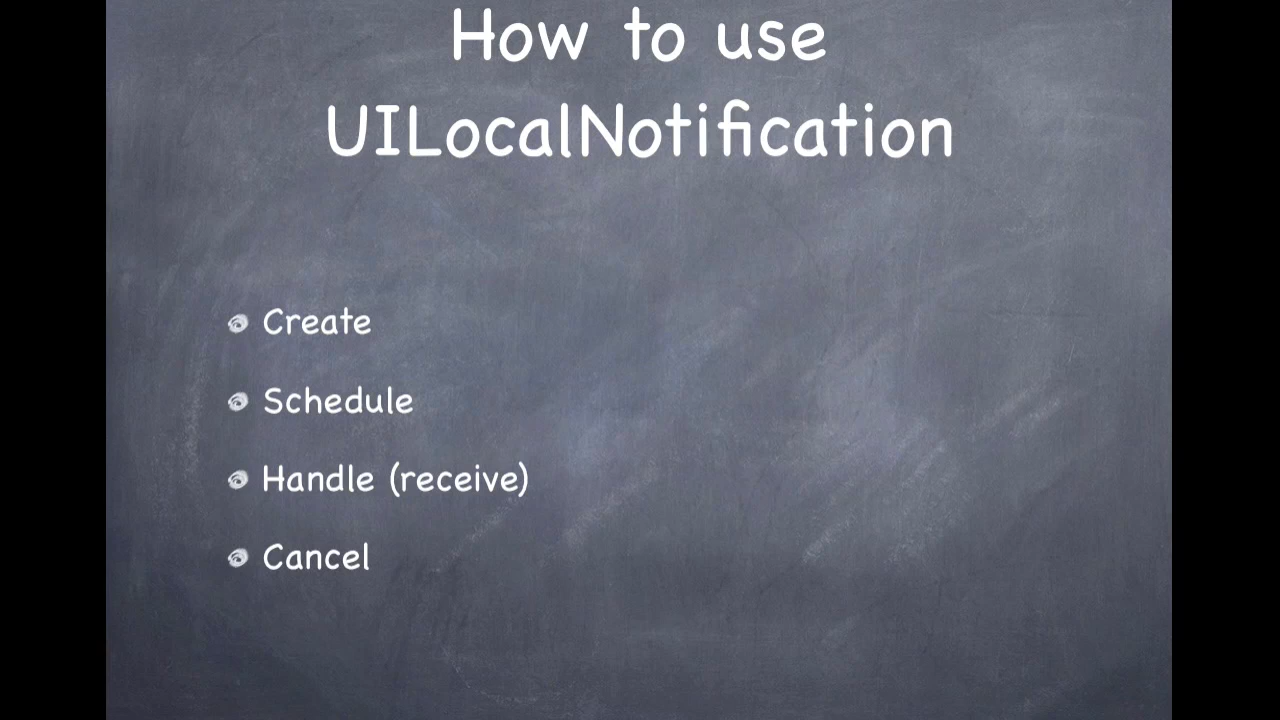 How to use
UILocalNotification
Create
Schedule
Handle (receive)
Cancel